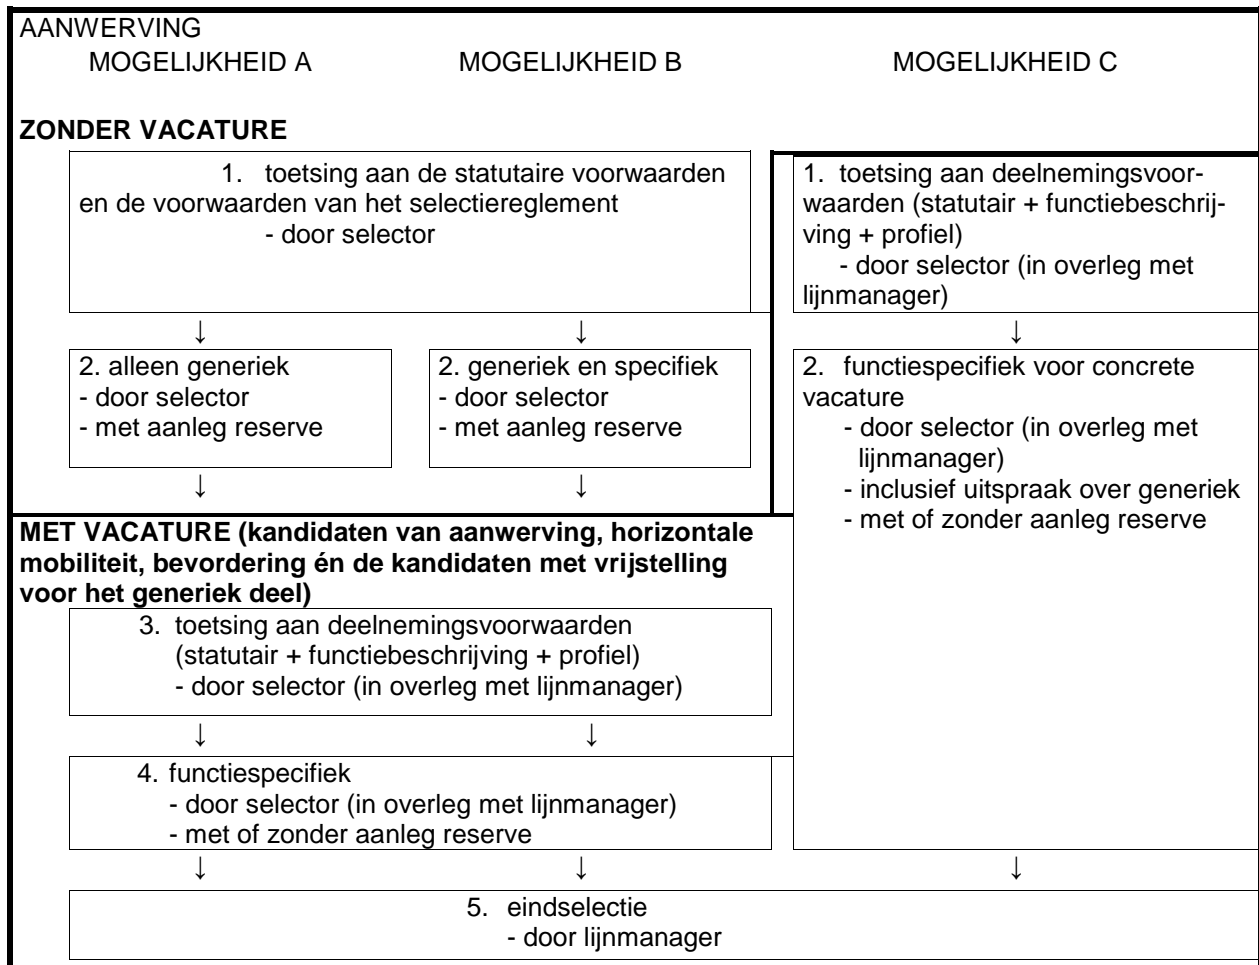 AANWERVING
MOGELIJKHEID A MOGELIJKHEID B MOGELIJKHEID C
ZONDER VACATURE
1. toetsing aan de statutaire voorwaarden
en de voorwaarden van het selectiereglement
- door selector
1. toetsing aan deelnemingsvoor-
waarden (statutair + functiebeschrij-
ving + profiel)
- door selector (in overleg met
lijnmanager)
↓ ↓ ↓
2. alleen generiek
- door selector
- met aanleg reserve
2. generiek en specifiek
- door selector
- met aanleg reserve
2. functiespecifiek voor concrete
vacature
- door selector (in overleg met
lijnmanager)
- inclusief uitspraak over generiek
- met of zonder aanleg reserve
↓ ↓
MET VACATURE (kandidaten van aanwerving, horizontale
mobiliteit, bevordering én de kandidaten met vrijstelling
voor het generiek deel)
3. toetsing aan deelnemingsvoorwaarden
(statutair + functiebeschrijving + profiel)
- door selector (in overleg met lijnmanager)
↓ ↓
4. functiespecifiek
- door selector (in overleg met lijnmanager)
- met of zonder aanleg reserve
↓ ↓ ↓
5. eindselectie
- door lijnmanager